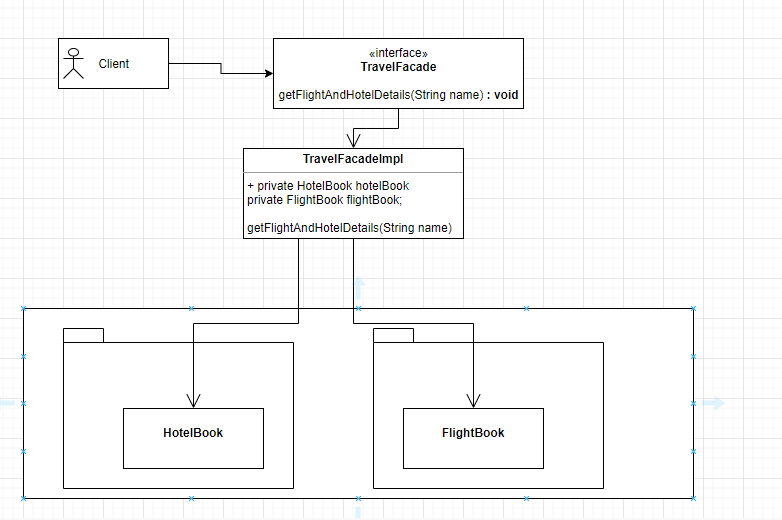 Client
«interface»
TravelFacade
getFlightAndHotelDetails(String name) : void
TravelFacadeImpl
+ private HotelBook hotelBook
private FlightBook flightBook;
getFlightAndHotelDetails(String name)
HotelBook
FlightBook